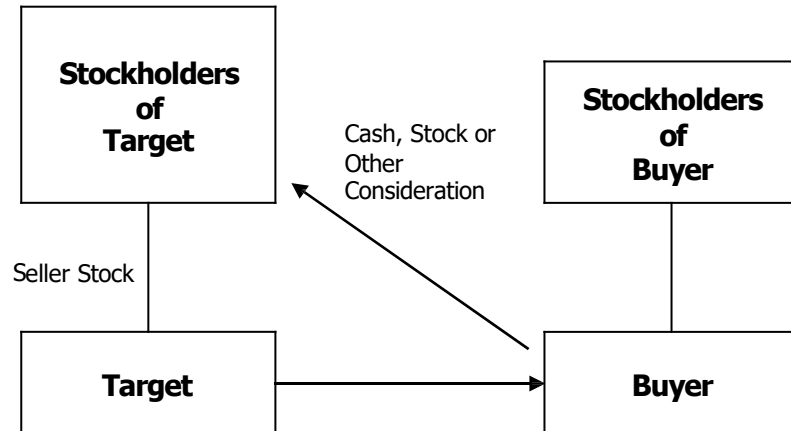 Stockholders
of
Target
Cash, Stock or
Other
Consideration
Stockholders
of
Buyer
Seller Stock
Target
Buyer